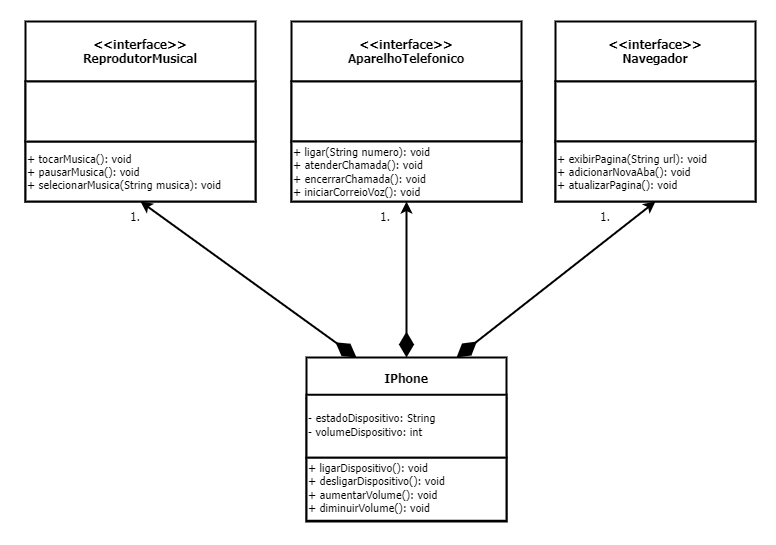 <<interface>>
ReprodutorMusical
+ tocarMusica(): void
+ pausarMusica(): void
+ selecionarMusica(String musica): void
<<interface>>
AparelhoTelefonico
+ ligar(String numero): void
+ atenderChamada(): void
+ encerrarChamada(): void
+ iniciarCorreioVoz(): void
<<interface>>
Navegador
+ exibirPagina(String url): void
+ adicionarNovaAba(): void
+ atualizarPagina(): void
1.
1.
1.
IPhone
- estadoDispositivo: String
- volumeDispositivo: int
+ ligarDispositivo(): void
+ desligarDispositivo(): void
+ aumentarVolume(): void
+ diminuirVolume(): void